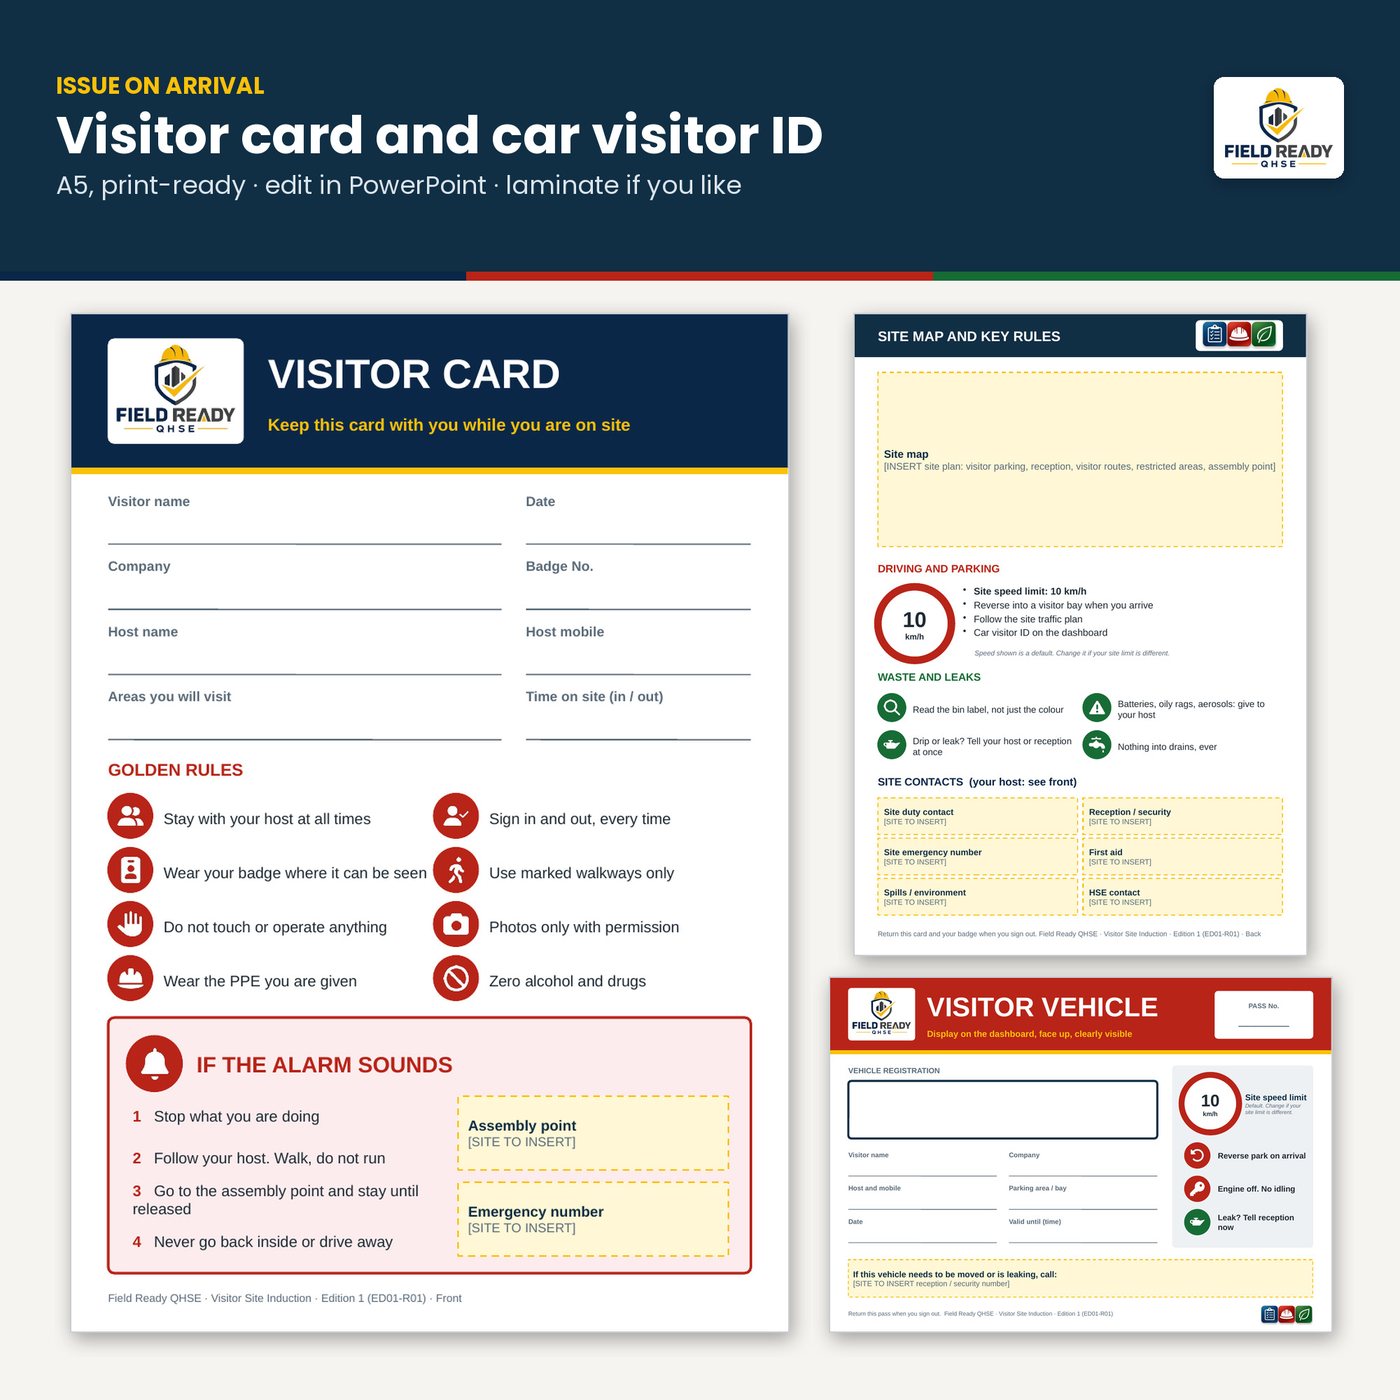 ISSUE ON ARRIVAL
Visitor card and car visitor ID
A5, print-ready · edit in PowerPoint · laminate if you like
FIELD READY
QHSE
FIELD READY
QHSE
VISITOR CARD
Keep this card with you while you are on site
Visitor name
Date
Company
Badge No.
Host name
Host mobile
Areas you will visit
Time on site (in / out)
GOLDEN RULES
Stay with your host at all times
Sign in and out, every time
Wear your badge where it can be seen
Use marked walkways only
Do not touch or operate anything
Photos only with permission
Wear the PPE you are given
Zero alcohol and drugs
IF THE ALARM SOUNDS
1 Stop what you are doing
2 Follow your host. Walk, do not run
3 Go to the assembly point and stay until
released
4 Never go back inside or drive away
Assembly point
[SITE TO INSERT]
Emergency number
[SITE TO INSERT]
Field Ready QHSE · Visitor Site Induction · Edition 1 (ED01-R01) · Front
SITE MAP AND KEY RULES
Site map
[INSERT site plan: visitor parking, reception, visitor routes, restricted areas, assembly point]
DRIVING AND PARKING
10
km/h
• Site speed limit: 10 km/h
• Reverse into a visitor bay when you arrive
• Follow the site traffic plan
• Car visitor ID on the dashboard
Speed shown is a default. Change it if your site limit is different.
WASTE AND LEAKS
Read the bin label, not just the colour
Batteries, oily rags, aerosols: give to
your host
Drip or leak? Tell your host or reception
at once
Nothing into drains, ever
SITE CONTACTS (your host: see front)
Site duty contact
[SITE TO INSERT]
Reception / security
[SITE TO INSERT]
Site emergency number
[SITE TO INSERT]
First aid
[SITE TO INSERT]
Spills / environment
[SITE TO INSERT]
HSE contact
[SITE TO INSERT]
Return this card and your badge when you sign out. Field Ready QHSE · Visitor Site Induction · Edition 1 (ED01-R01) · Back
FIELD READY
QHSE
VISITOR VEHICLE
Display on the dashboard, face up, clearly visible
PASS No.
VEHICLE REGISTRATION
Visitor name
Company
Host and mobile
Parking area / bay
Date
Valid until (time)
10
km/h
Site speed limit
Default. Change if your
site limit is different.
Reverse park on arrival
Engine off. No idling
Leak? Tell reception
now
If this vehicle needs to be moved or is leaking, call:
[SITE TO INSERT reception / security number]
Return this pass when you sign out. Field Ready QHSE · Visitor Site Induction · Edition 1 (ED01-R01)